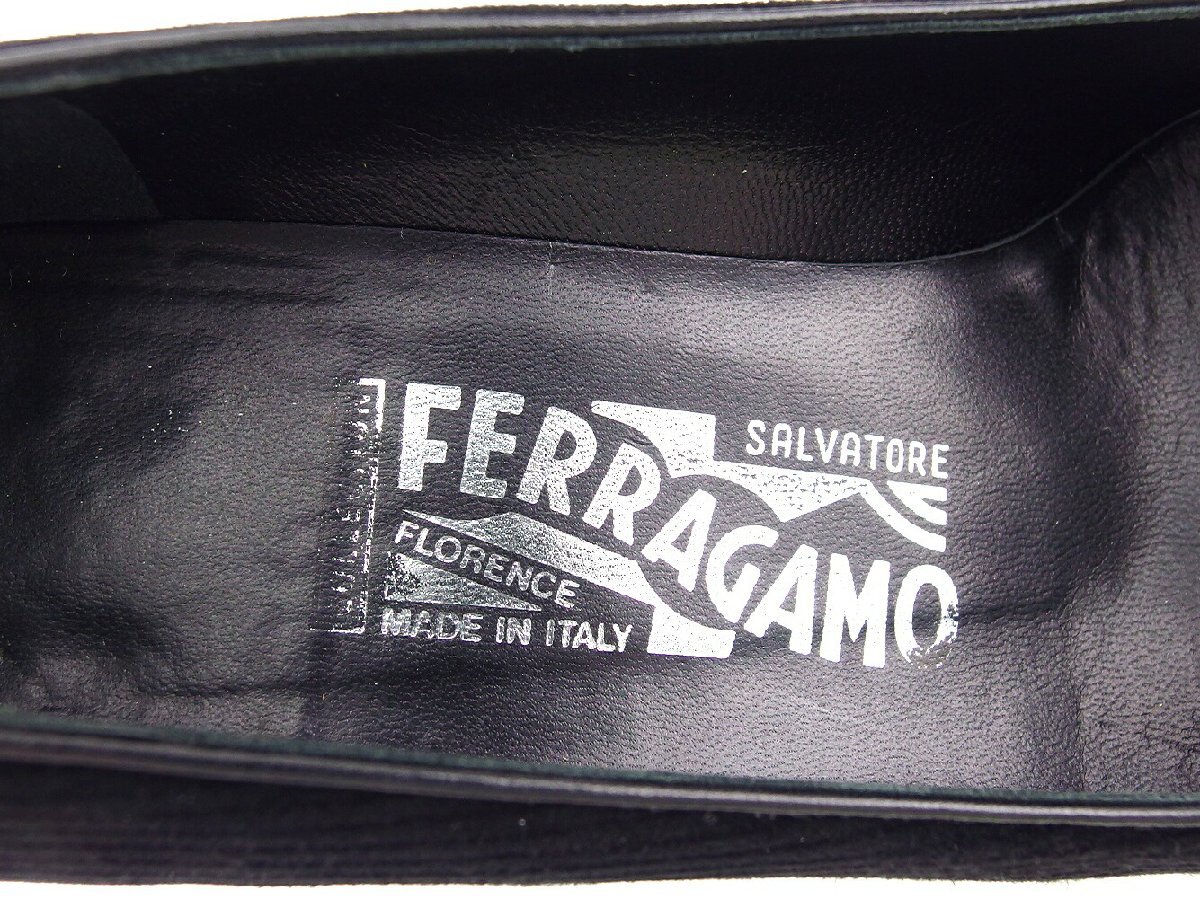 SALVATORE
FERRAGAMO
FLORENCE
MADE IN ITALY